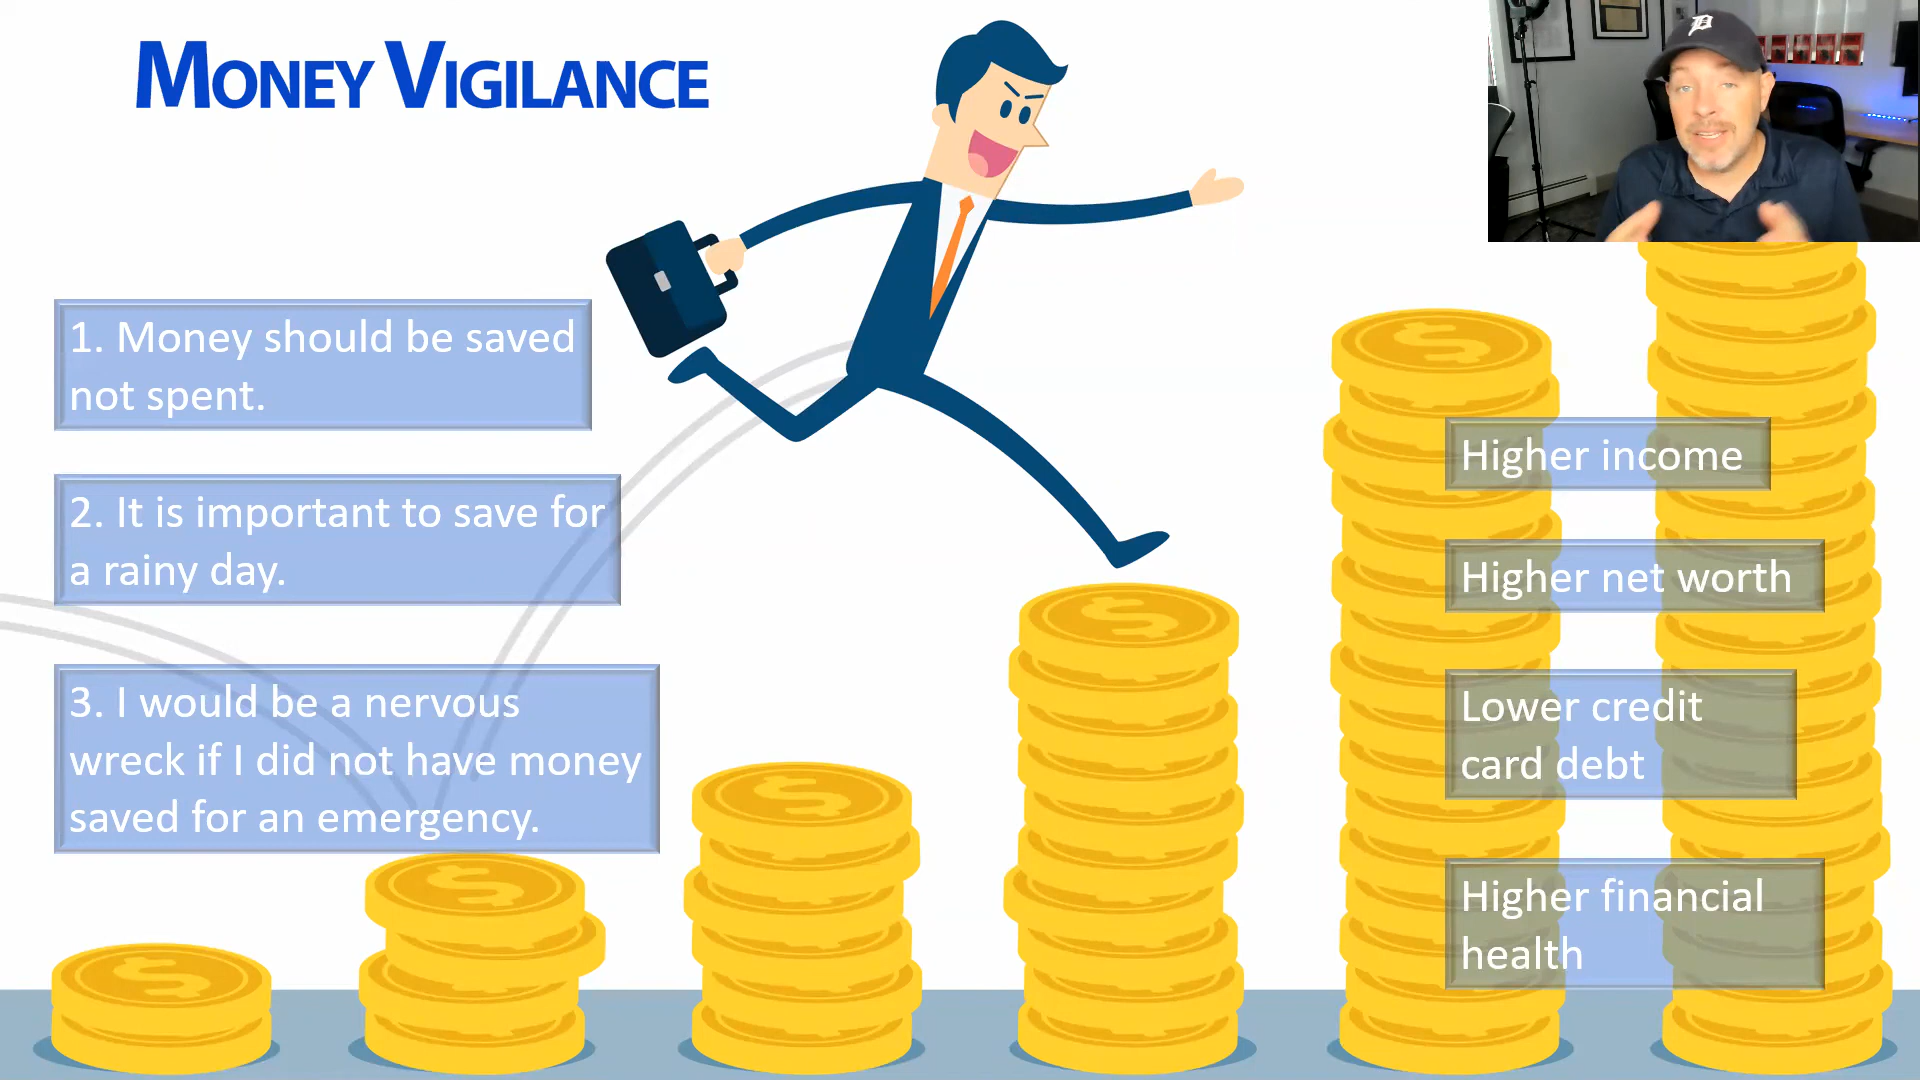 MONEY VIGILANCE
1. Money should be saved
not spent.
2. It is important to save for
a rainy day.
3. I would be a nervous
wreck if I did not have money
saved for an emergency.
Higher income
Higher net worth
Lower credit
card debt
Higher financial
health